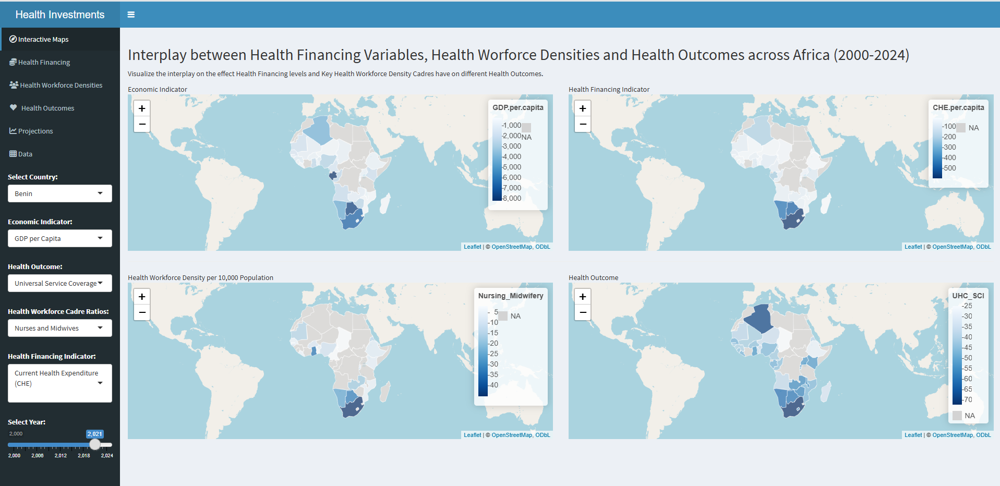 Health Investments
Interactive Maps
Health Financing
Health Workforce Densities
Health Outcomes
Projections
Data
Select Country:
Benin
Economic Indicator:
GDP per Capita
Health Outcome:
Universal Service Coverage
Health Workforce Cadre Ratios:
Nurses and Midwives
Health Financing Indicator:
Current Health Expenditure
(CHE)
Select Year:
2,000
2,021
2,000 2,006 2,012 2,018 2,024
Interplay between Health Financing Variables, Health Worforce Densities and Health Outcomes across Africa (2000-2024)
Visualize the interplay on the effect Health Financing levels and Key Health Workforce Density Cadres have on different Health Outcomes.
Economic Indicator
+
−
GDP.per.capita
1,000
2,000
3,000
4,000
5,000
6,000
7,000
8,000
NA
Leaflet | © OpenStreetMap, ODbL
Health Financing Indicator
+
−
CHE.per.capita
100
200
300
400
500
NA
Leaflet | © OpenStreetMap, ODbL
Health Workforce Density per 10,000 Population
+
−
Nursing_Midwifery
5
10
15
20
25
30
35
40
NA
Leaflet | © OpenStreetMap, ODbL
Health Outcome
+
−
UHC_SCI
25
30
35
40
45
50
55
60
65
70
NA
Leaflet | © OpenStreetMap, ODbL